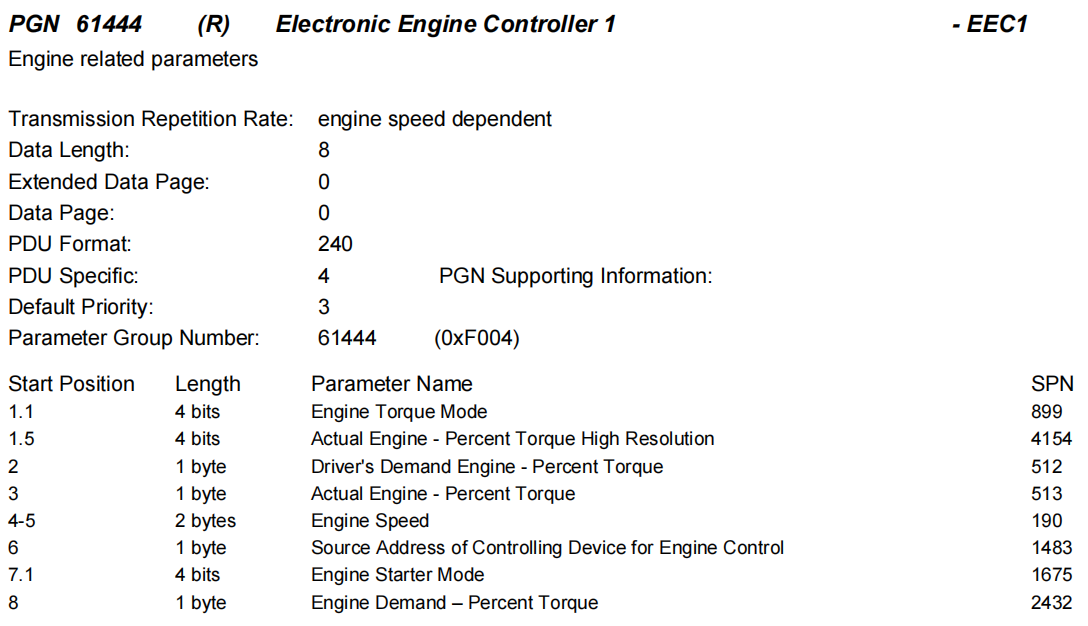 PGN 61444 (R) Electronic Engine Controller 1 - EEC1
Engine related parameters
Transmission Repetition Rate: engine speed dependent
Data Length: 8
Extended Data Page: 0
Data Page: 0
PDU Format: 240
PDU Specific: 4 PGN Supporting Information:
Default Priority: 3
Parameter Group Number: 61444 (0xF004)
Start Position Length Parameter Name SPN
1.1 4 bits Engine Torque Mode 899
1.5 4 bits Actual Engine - Percent Torque High Resolution 4154
2 1 byte Driver's Demand Engine - Percent Torque 512
3 1 byte Actual Engine - Percent Torque 513
4-5 2 bytes Engine Speed 190
6 1 byte Source Address of Controlling Device for Engine Control 1483
7.1 4 bits Engine Starter Mode 1675
8 1 byte Engine Demand – Percent Torque 2432